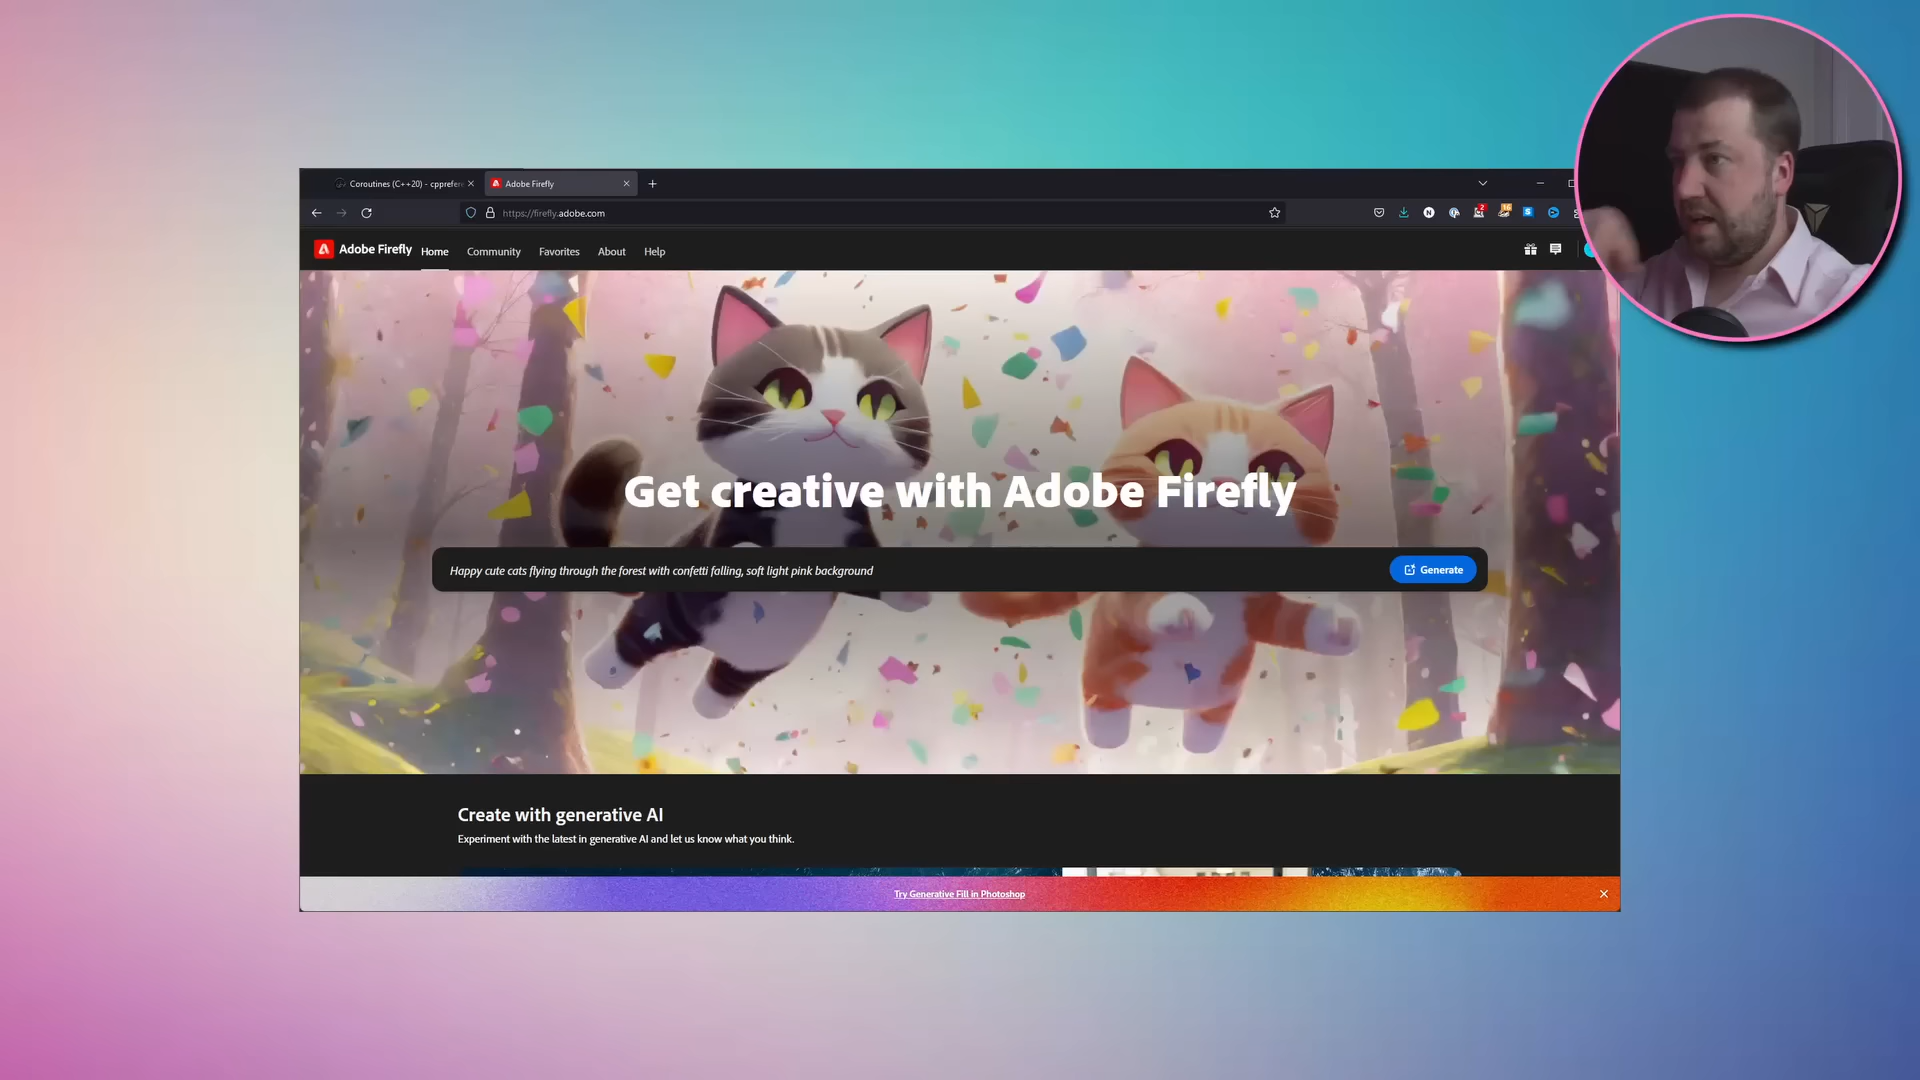 Coroutines (C++20) - cpprefere
Adobe Firefly
https://firefly.adobe.com
2
16
N
S
Adobe Firefly
Home
Community
Favorites
About
Help
Get creative with Adobe Firefly
Happy cute cats flying through the forest with confetti falling, soft light pink background
Generate
Create with generative AI
Experiment with the latest in generative AI and let us know what you think.
Try Generative Fill in Photoshop